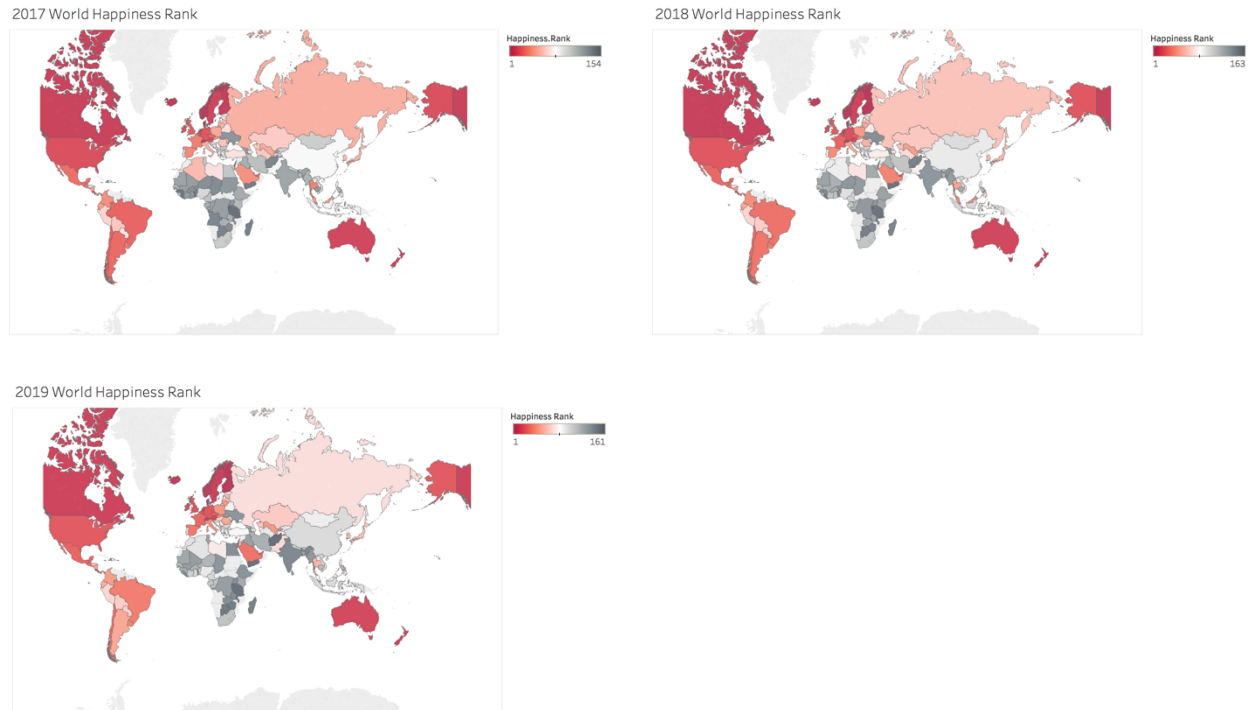 2017 World Happiness Rank
Happiness.Rank
1 154
2018 World Happiness Rank
Happiness Rank
1 163
2019 World Happiness Rank
Happiness Rank
1 161